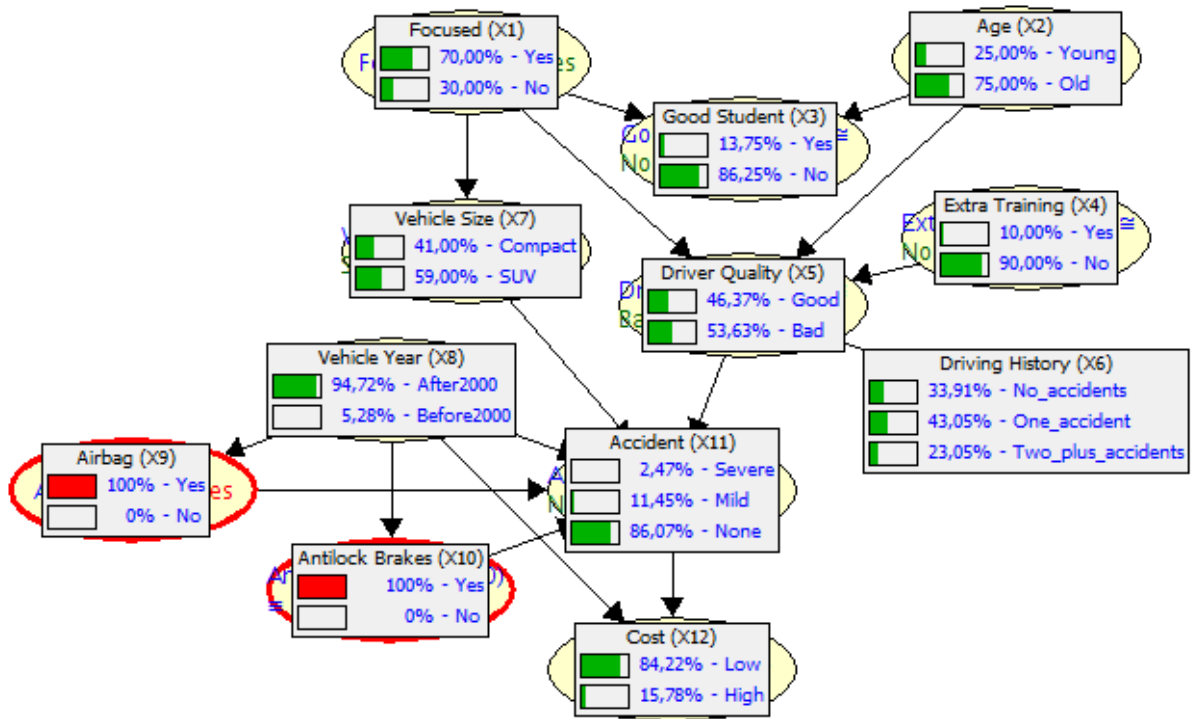 Focused (X1)
70,00% - Yes
30,00% - No
Age (X2)
25,00% - Young
75,00% - Old
Good Student (X3)
13,75% - Yes
86,25% - No
Extra Training (X4)
10,00% - Yes
90,00% - No
Vehicle Size (X7)
41,00% - Compact
59,00% - SUV
Driver Quality (X5)
46,37% - Good
53,63% - Bad
Vehicle Year (X8)
94,72% - After2000
5,28% - Before2000
Driving History (X6)
33,91% - No_accidents
43,05% - One_accident
23,05% - Two_plus_accidents
Airbag (X9)
100% - Yes
0% - No
Accident (X11)
2,47% - Severe
11,45% - Mild
86,07% - None
Antilock Brakes (X10)
100% - Yes
0% - No
Cost (X12)
84,22% - Low
15,78% - High